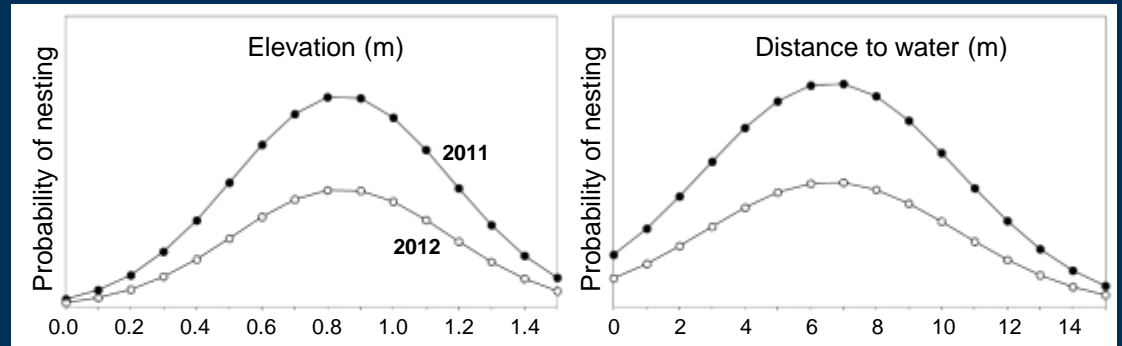 Probability of nesting
Elevation (m)
2011
2012
0.0 0.2 0.4 0.6 0.8 1.0 1.2 1.4
Probability of nesting
Distance to water (m)
0 2 4 6 8 10 12 14